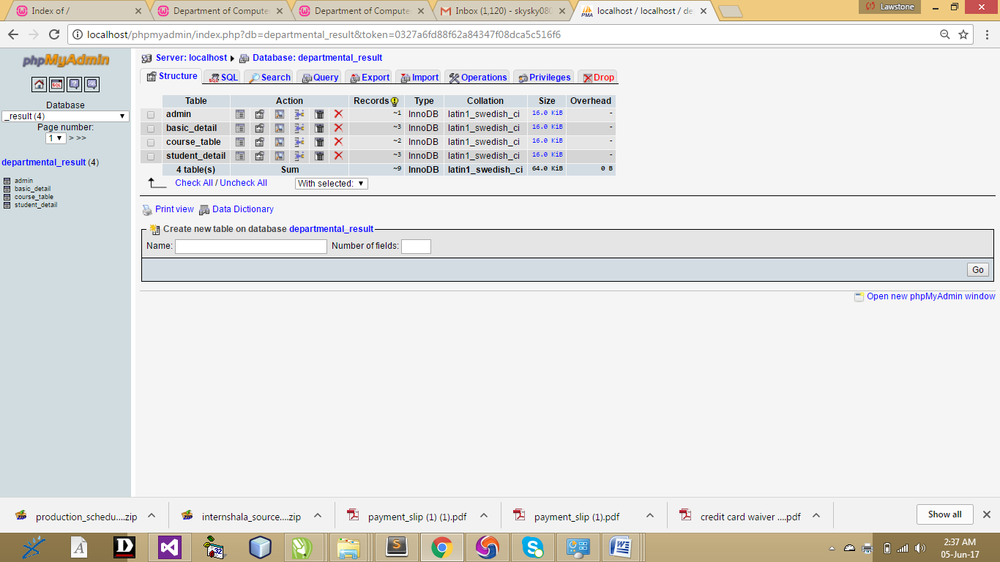 Index of /
Department of Compute
Department of Compute
Inbox (1,120) - skysky080
localhost / localhost / de
Lawstone
localhost/phpmyadmin/index.php?db=departmental_result&token=0327a6fd88f62a84347f08dca5c516f6
phpMyAdmin
Database
_result (4)
Page number:
1 > >>
departmental_result (4)
admin
basic_detail
course_table
student_detail
Server: localhost Database: departmental_result
Structure SQL Search Query Export Import Operations Privileges Drop
Table Action Records Type Collation Size Overhead
admin ~1 InnoDB latin1_swedish_ci 16.0 KiB -
basic_detail ~3 InnoDB latin1_swedish_ci 16.0 KiB -
course_table ~2 InnoDB latin1_swedish_ci 16.0 KiB -
student_detail ~3 InnoDB latin1_swedish_ci 16.0 KiB -
4 table(s) Sum ~9 InnoDB latin1_swedish_ci 64.0 KiB 0 B
Check All / Uncheck All With selected:
Print view Data Dictionary
Create new table on database departmental_result
Name: Number of fields:
Go
Open new phpMyAdmin window
production_schedu....zip
internshala_source....zip
payment_slip (1) (1).pdf
payment_slip (1).pdf
credit card waiver ....pdf
Show all
2:37 AM
05-Jun-17